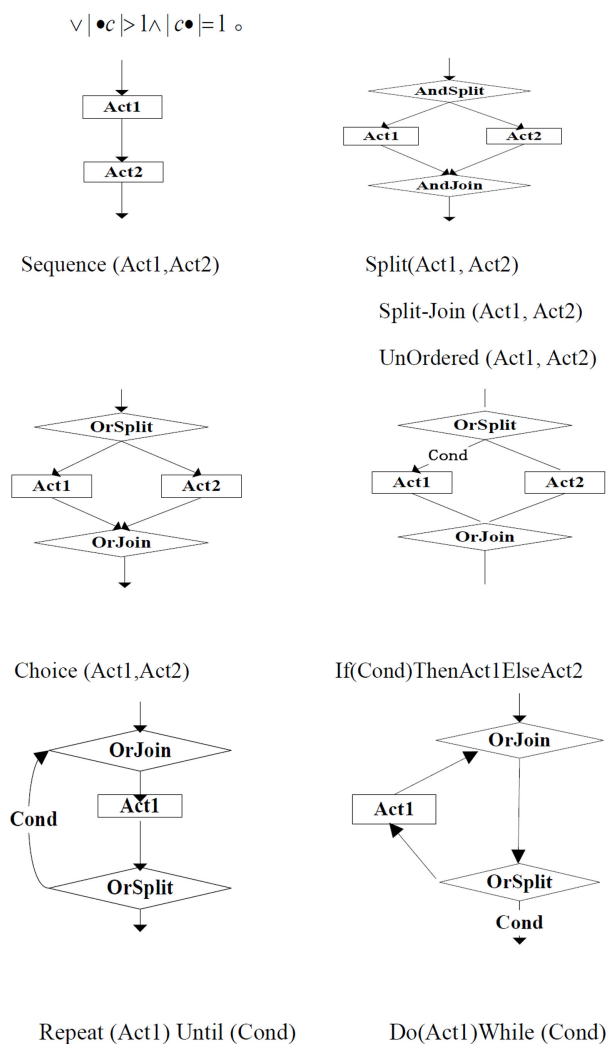 ∨ | •c |> 1 ∧ | c• |= 1 。
Act1
Act2
Sequence (Act1,Act2)
AndSplit
Act1
Act2
AndJoin
Split(Act1, Act2)
Split-Join (Act1, Act2)
UnOrdered (Act1, Act2)
OrSplit
Act1
Act2
OrJoin
Choice (Act1,Act2)
OrSplit
Cond
Act1
Act2
OrJoin
If(Cond)ThenAct1ElseAct2
OrJoin
Act1
Cond
OrSplit
Repeat (Act1) Until (Cond)
OrJoin
Act1
OrSplit
Cond
Do(Act1)While (Cond)